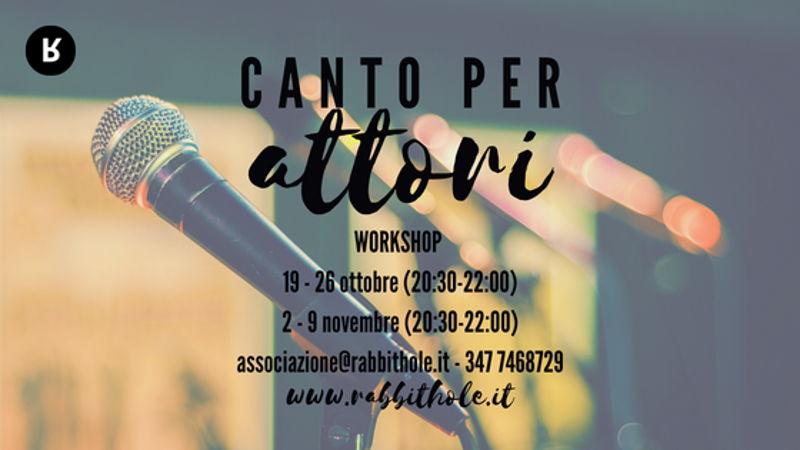 R
CANTO PER
attori
WORKSHOP
19 - 26 ottobre (20:30-22:00)
2 - 9 novembre (20:30-22:00)
associazione@rabbithole.it - 347 7468729
www.rabbithole.it